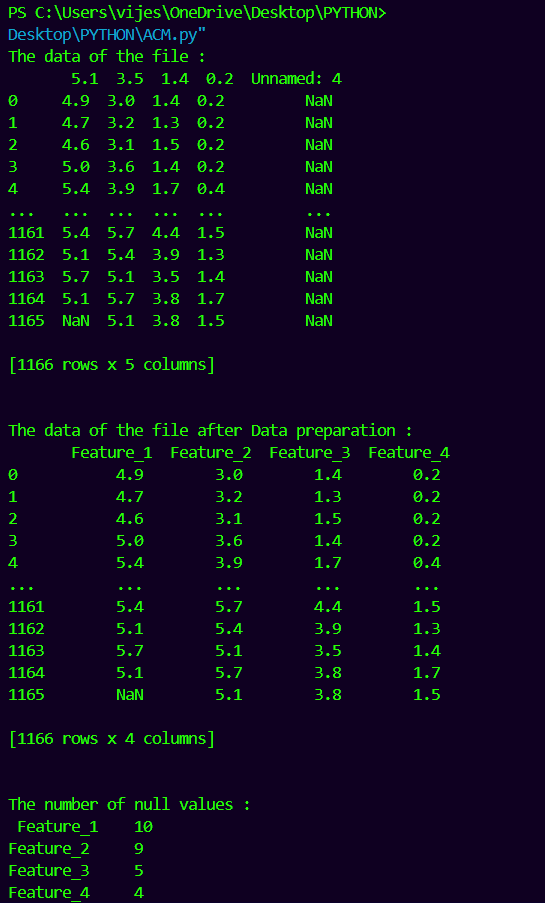 PS C:\Users\vijes\OneDrive\Desktop\PYTHON>
Desktop\PYTHON\ACM.py"
The data of the file :
5.1 3.5 1.4 0.2 Unnamed: 4
0 4.9 3.0 1.4 0.2 NaN
1 4.7 3.2 1.3 0.2 NaN
2 4.6 3.1 1.5 0.2 NaN
3 5.0 3.6 1.4 0.2 NaN
4 5.4 3.9 1.7 0.4 NaN
... ... ... ... ... ...
1161 5.4 5.7 4.4 1.5 NaN
1162 5.1 5.4 3.9 1.3 NaN
1163 5.7 5.1 3.5 1.4 NaN
1164 5.1 5.7 3.8 1.7 NaN
1165 NaN 5.1 3.8 1.5 NaN
[1166 rows x 5 columns]
The data of the file after Data preparation :
Feature_1 Feature_2 Feature_3 Feature_4
0 4.9 3.0 1.4 0.2
1 4.7 3.2 1.3 0.2
2 4.6 3.1 1.5 0.2
3 5.0 3.6 1.4 0.2
4 5.4 3.9 1.7 0.4
... ... ... ... ...
1161 5.4 5.7 4.4 1.5
1162 5.1 5.4 3.9 1.3
1163 5.7 5.1 3.5 1.4
1164 5.1 5.7 3.8 1.7
1165 NaN 5.1 3.8 1.5
[1166 rows x 4 columns]
The number of null values :
Feature_1 10
Feature_2 9
Feature_3 5
Feature_4 4